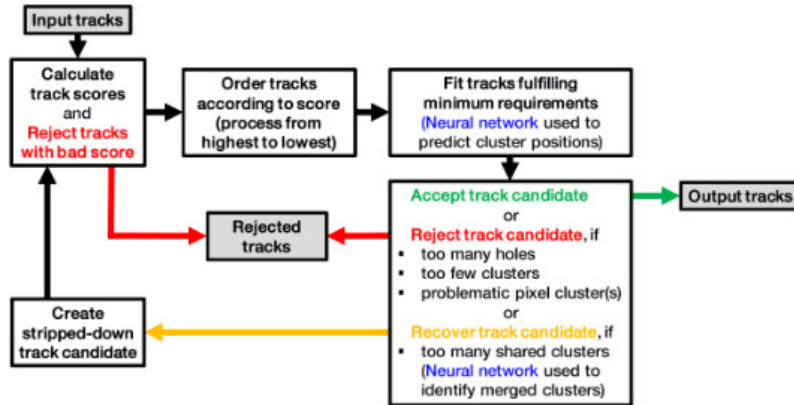 Input tracks
Calculate
track scores
and
Reject tracks
with bad score
Order tracks
according to score
(process from
highest to lowest)
Fit tracks fulfilling
minimum requirements
(Neural network used to
predict cluster positions)
Accept track candidate
or
Reject track candidate, if
▪ too many holes
▪ too few clusters
▪ problematic pixel cluster(s)
or
Recover track candidate, if
▪ too many shared clusters
(Neural network used to
identify merged clusters)
Output tracks
Rejected
tracks
Create
stripped-down
track candidate